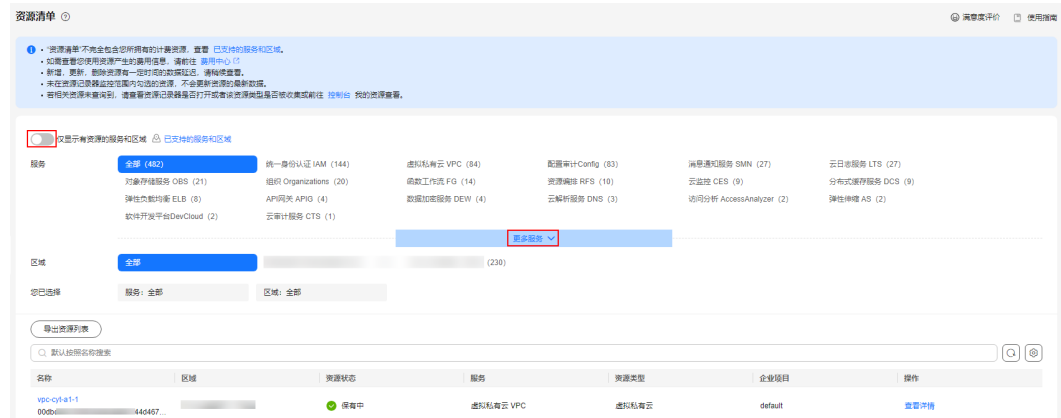 资源清单
满意度评价 使用指南
• "资源清单"不完全包含您所拥有的计费资源，查看 已支持的服务和区域。
• 如需查看您使用资源产生的费用信息，请前往 费用中心
• 新增，更新，删除资源有一定时间的数据延迟，请稍候查看。
• 未在资源记录器监控范围内勾选的资源，不会更新资源的最新数据。
• 若相关资源未查询到，请查看资源记录器是否打开或者该资源类型是否被收集或前往 控制台 我的资源查看。
仅显示有资源的服务和区域 已支持的服务和区域
服务 全部 (482) 统一身份认证 IAM (144) 虚拟私有云 VPC (84) 配置审计Config (83) 消息通知服务 SMN (27) 云日志服务 LTS (27)
对象存储服务 OBS (21) 组织 Organizations (20) 函数工作流 FG (14) 资源编排 RFS (10) 云监控 CES (9) 分布式缓存服务 DCS (9)
弹性负载均衡 ELB (8) API网关 APIG (4) 数据加密服务 DEW (4) 云解析服务 DNS (3) 访问分析 AccessAnalyzer (2) 弹性伸缩 AS (2)
软件开发平台DevCloud (2) 云审计服务 CTS (1)
更多服务
区域 全部 (230)
您已选择 服务: 全部 区域: 全部
导出资源列表
默认按照名称搜索
名称 区域 资源状态 服务 资源类型 企业项目 操作
vpc-cyt-a1-1 保有中 虚拟私有云 VPC 虚拟私有云 default 查看详情
00db 44d467...